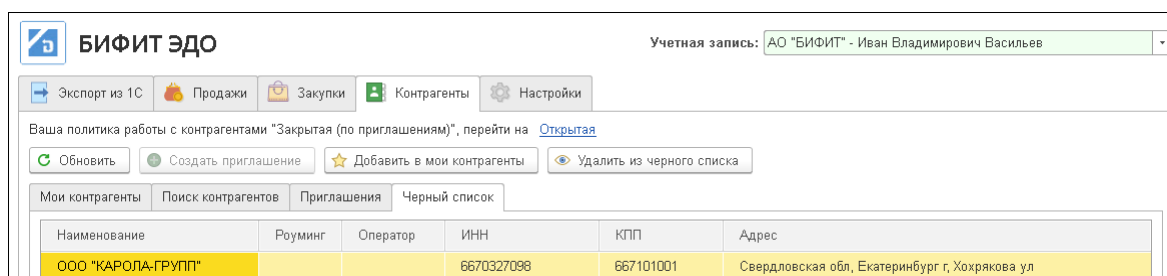 БИФИТ ЭДО
Учетная запись: АО "БИФИТ" - Иван Владимирович Васильев
Экспорт из 1С Продажи Закупки Контрагенты Настройки
Ваша политика работы с контрагентами "Закрытая (по приглашениям)", перейти на Открытая
Обновить Создать приглашение Добавить в мои контрагенты Удалить из черного списка
Мои контрагенты Поиск контрагентов Приглашения Черный список
Наименование Роуминг Оператор ИНН КПП Адрес
ООО "КАРОЛА-ГРУПП" 6670327098 667101001 Свердловская обл, Екатеринбург г, Хохрякова ул